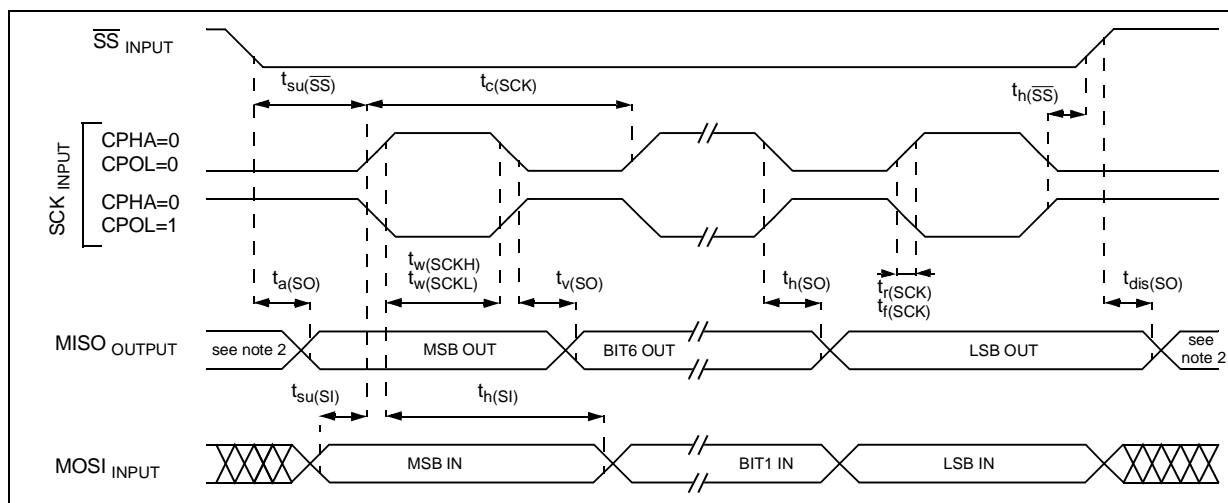 SS INPUT
tsu(SS)
tc(SCK)
th(SS)
SCK INPUT
CPHA=0
CPOL=0
CPHA=0
CPOL=1
ta(SO)
tw(SCKH)
tw(SCKL)
tv(SO)
th(SO)
tr(SCK)
tf(SCK)
tdis(SO)
MISO OUTPUT
see note 2
MSB OUT
BIT6 OUT
LSB OUT
see
note 2
tsu(SI)
th(SI)
MOSI INPUT
MSB IN
BIT1 IN
LSB IN